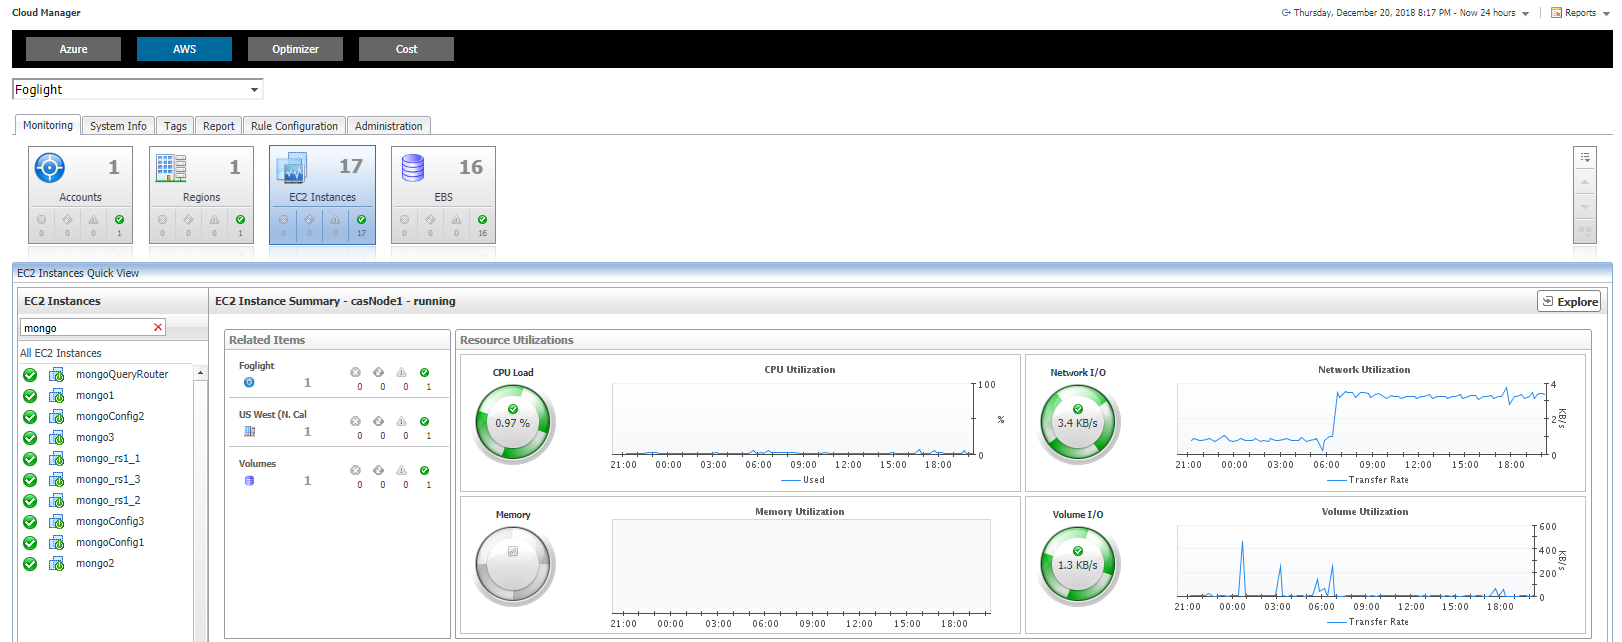 Cloud Manager
Thursday, December 20, 2018 8:17 PM - Now 24 hours
Reports
Azure
AWS
Optimizer
Cost
Foglight
Monitoring
System Info
Tags
Report
Rule Configuration
Administration
1
Accounts
0 0 0 1
1
Regions
0 0 0 1
17
EC2 Instances
0 0 0 17
16
EBS
0 0 0 16
EC2 Instances Quick View
EC2 Instances
mongo
All EC2 Instances
mongoQueryRouter
mongo1
mongoConfig2
mongo3
mongo_rs1_1
mongo_rs1_3
mongo_rs1_2
mongoConfig3
mongoConfig1
mongo2
EC2 Instance Summary - casNode1 - running
Explore
Related Items
Foglight
1
0 0 0 1
US West (N. Cal
1
0 0 0 1
Volumes
1
0 0 0 1
Resource Utilizations
CPU Load
0.97 %
CPU Utilization
100
%
0
21:00 00:00 03:00 06:00 09:00 12:00 15:00 18:00
Used
Network I/O
3.4 KB/s
Network Utilization
4
2
KB/s
0
21:00 00:00 03:00 06:00 09:00 12:00 15:00 18:00
Transfer Rate
Memory
Memory Utilization
21:00 00:00 03:00 06:00 09:00 12:00 15:00 18:00
Volume I/O
1.3 KB/s
Volume Utilization
600
400
KB/s
200
0
21:00 00:00 03:00 06:00 09:00 12:00 15:00 18:00
Transfer Rate